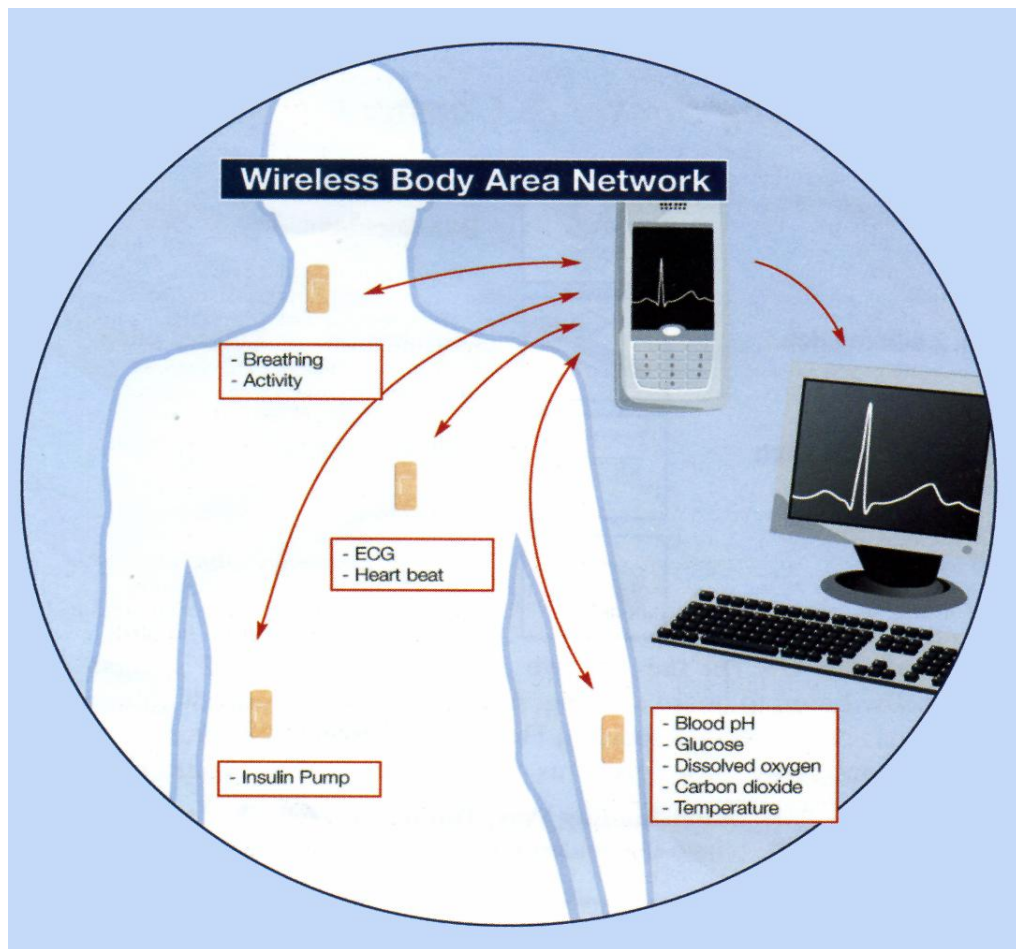 Wireless Body Area Network
- Breathing
- Activity
- ECG
- Heart beat
- Insulin Pump
- Blood pH
- Glucose
- Dissolved oxygen
- Carbon dioxide
- Temperature